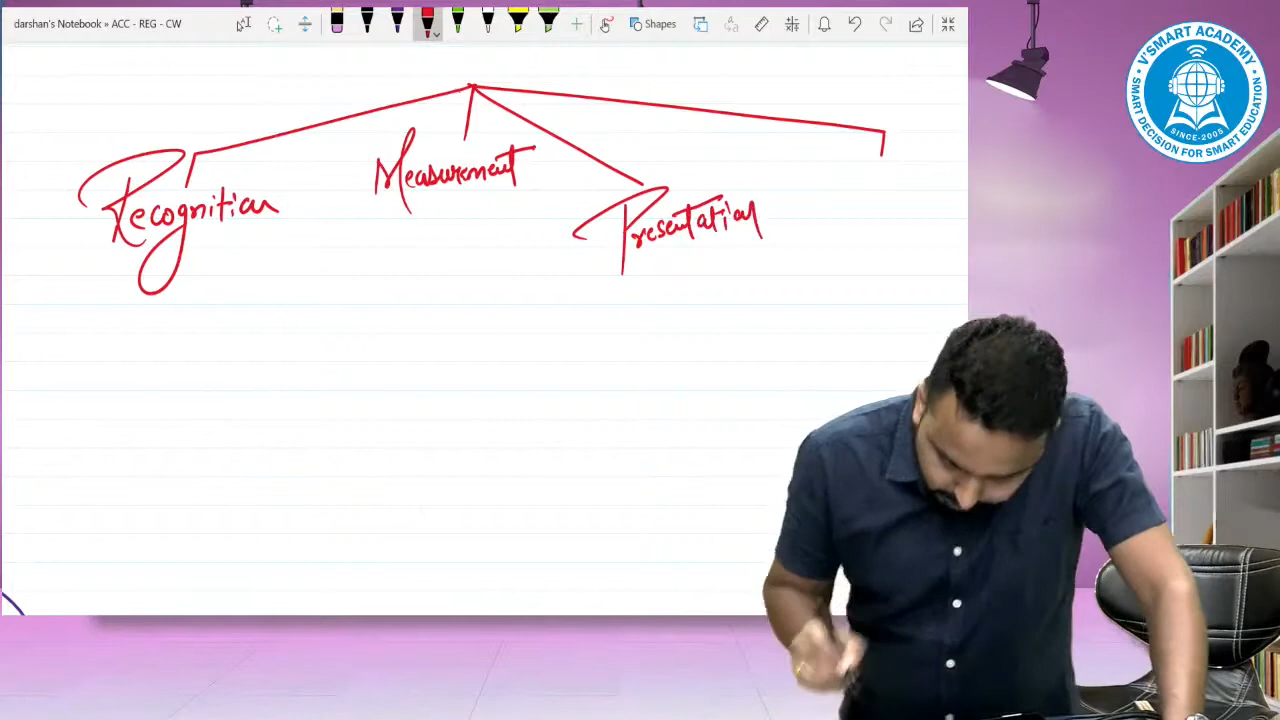 darshan's Notebook » ACC - REG - CW
Shapes
Recognition
Measurement
Presentation
V'SMART ACADEMY
SINCE-2005
SMART DECISION FOR SMART EDUCATION